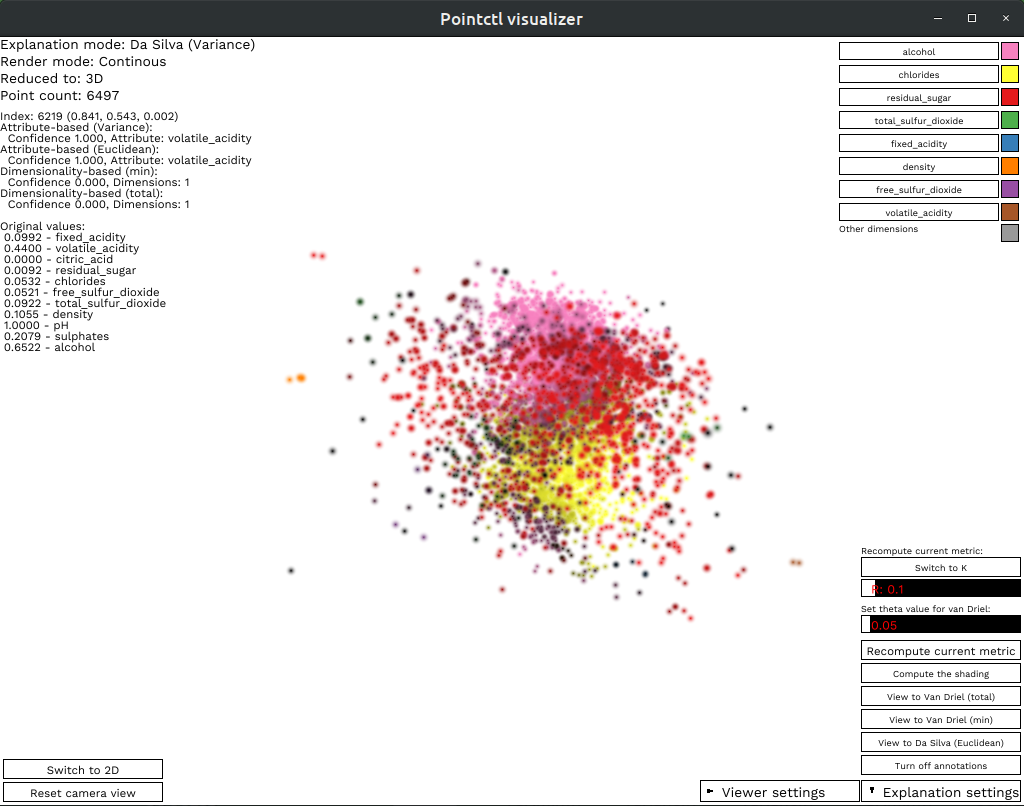 Pointctl visualizer
Explanation mode: Da Silva (Variance)
Render mode: Continous
Reduced to: 3D
Point count: 6497
Index: 6219 (0.841, 0.543, 0.002)
Attribute-based (Variance):
Confidence 1.000, Attribute: volatile_acidity
Attribute-based (Euclidean):
Confidence 1.000, Attribute: volatile_acidity
Dimensionality-based (min):
Confidence 0.000, Dimensions: 1
Dimensionality-based (total):
Confidence 0.000, Dimensions: 1
Original values:
0.0992 - fixed_acidity
0.4400 - volatile_acidity
0.0000 - citric_acid
0.0092 - residual_sugar
0.0532 - chlorides
0.0521 - free_sulfur_dioxide
0.0922 - total_sulfur_dioxide
0.1055 - density
1.0000 - pH
0.2079 - sulphates
0.6522 - alcohol
alcohol
chlorides
residual_sugar
total_sulfur_dioxide
fixed_acidity
density
free_sulfur_dioxide
volatile_acidity
Other dimensions
Recompute current metric:
Switch to K
R: 0.1
Set theta value for van Driel:
0.05
Recompute current metric
Compute the shading
View to Van Driel (total)
View to Van Driel (min)
View to Da Silva (Euclidean)
Turn off annotations
Switch to 2D
Reset camera view
Viewer settings
Explanation settings